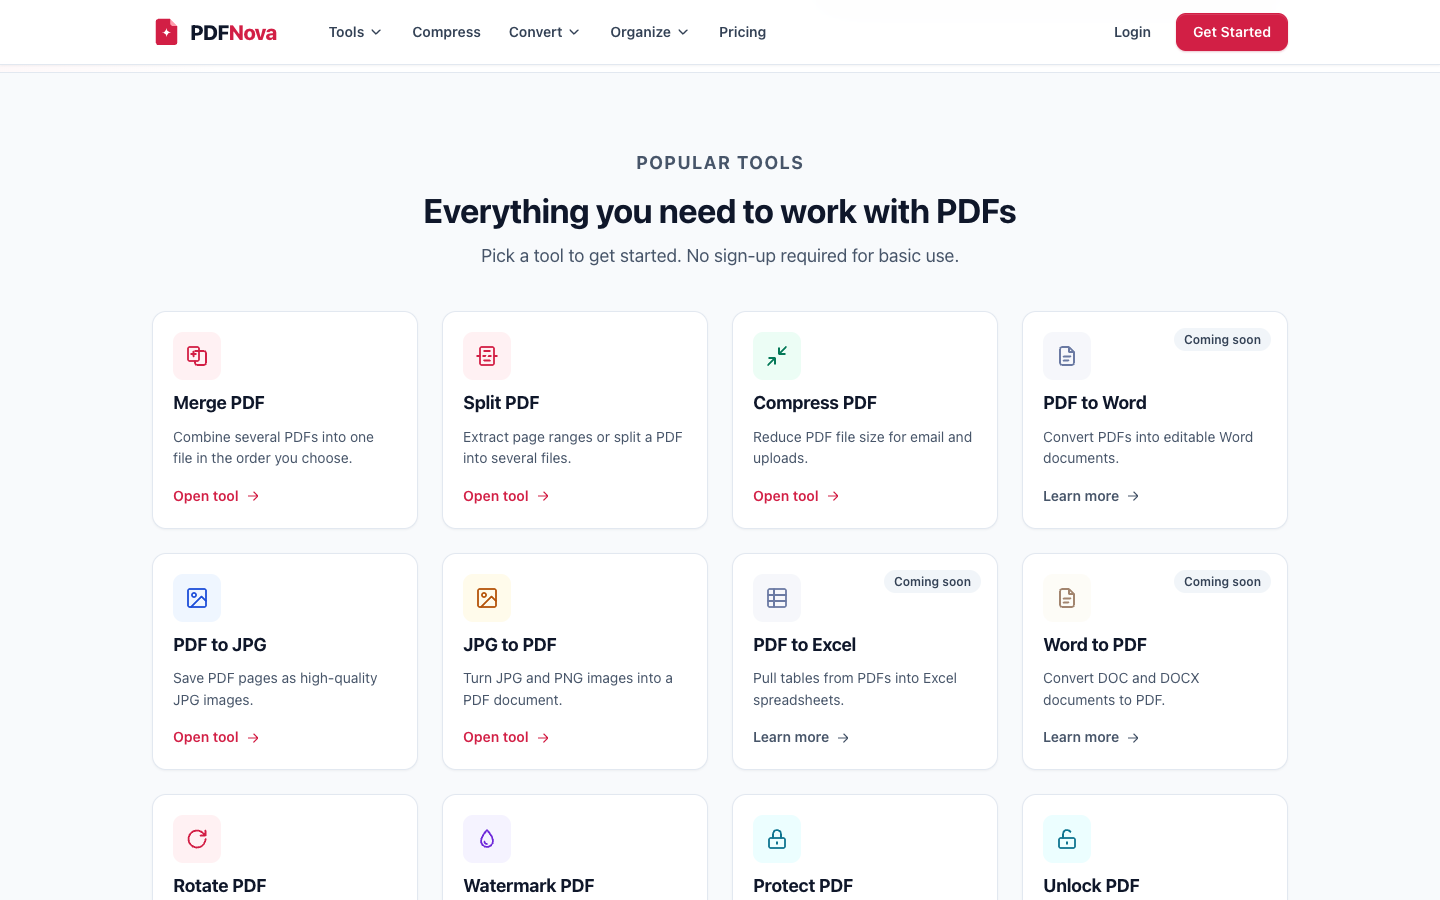 PDFNova
Tools
Compress
Convert
Organize
Pricing
Login
Get Started
POPULAR TOOLS
Everything you need to work with PDFs
Pick a tool to get started. No sign-up required for basic use.
Merge PDF
Combine several PDFs into one
file in the order you choose.
Open tool
Split PDF
Extract page ranges or split a PDF
into several files.
Open tool
Compress PDF
Reduce PDF file size for email and
uploads.
Open tool
Coming soon
PDF to Word
Convert PDFs into editable Word
documents.
Learn more
PDF to JPG
Save PDF pages as high-quality
JPG images.
Open tool
JPG to PDF
Turn JPG and PNG images into a
PDF document.
Open tool
Coming soon
PDF to Excel
Pull tables from PDFs into Excel
spreadsheets.
Learn more
Coming soon
Word to PDF
Convert DOC and DOCX
documents to PDF.
Learn more
Rotate PDF
Watermark PDF
Protect PDF
Unlock PDF